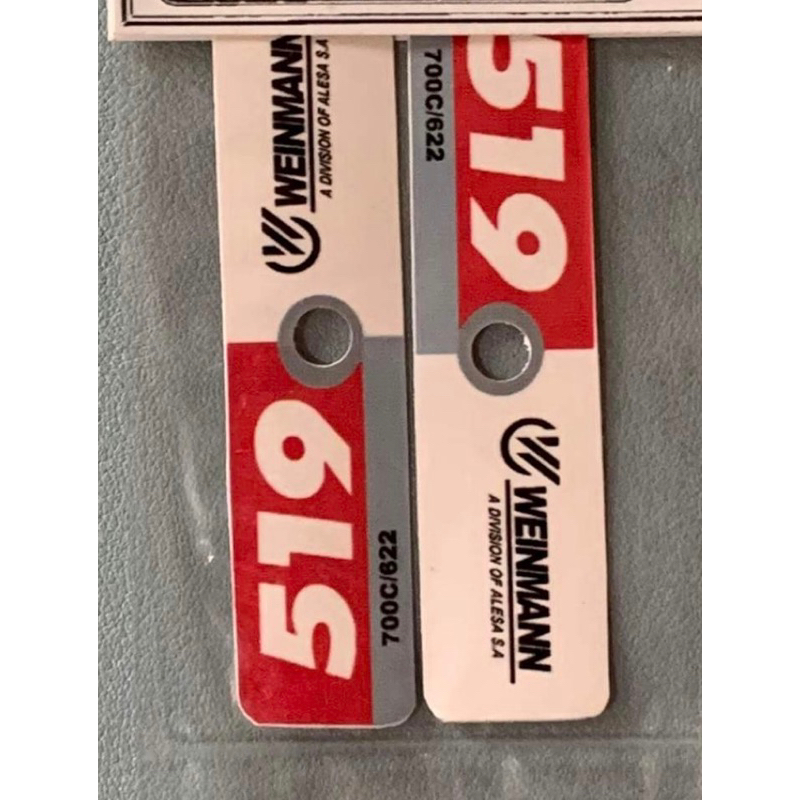 519
700C/622
WEINMANN
A DIVISION OF ALESA S.A
519
700C/622
WEINMANN
A DIVISION OF ALESA S.A